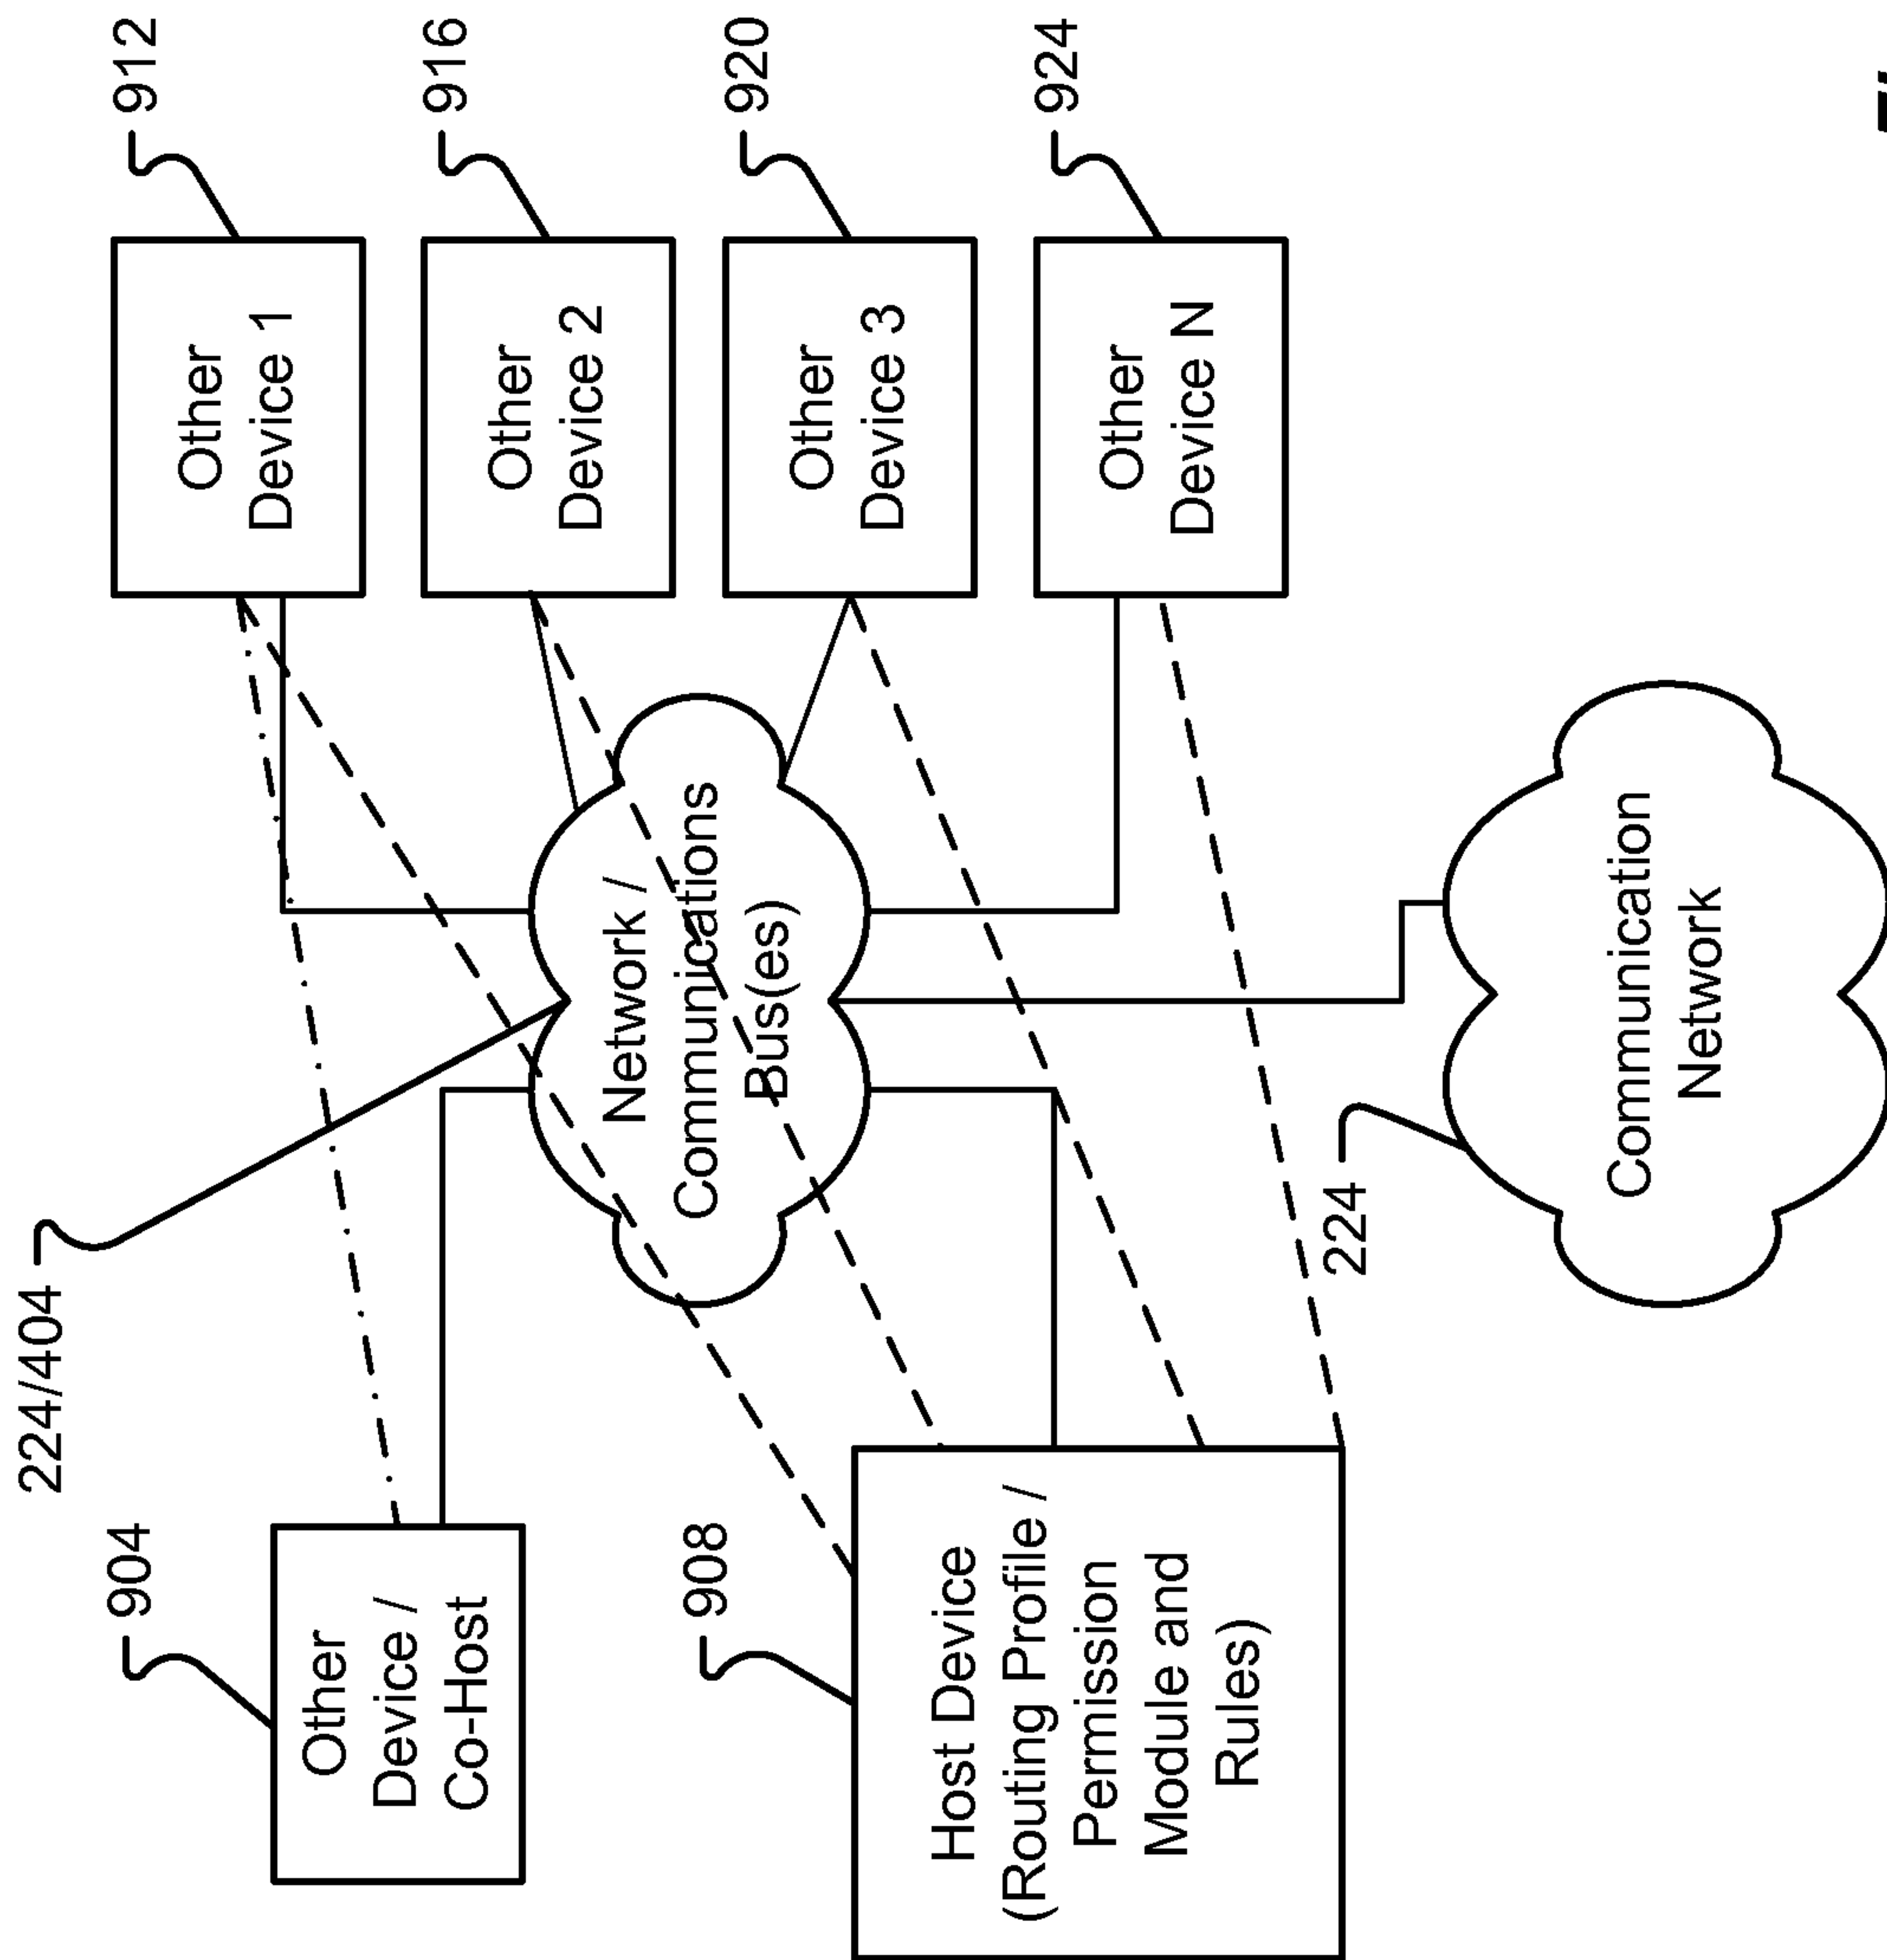 224/404
904
Other
Device /
Co-Host
912
Other
Device 1
916
Other
Device 2
Network /
Communications
Bus(es)
908
Host Device
(Routing Profile /
Permission
Module and
Rules)
920
Other
Device 3
924
Other
Device N
224
Communication
Network